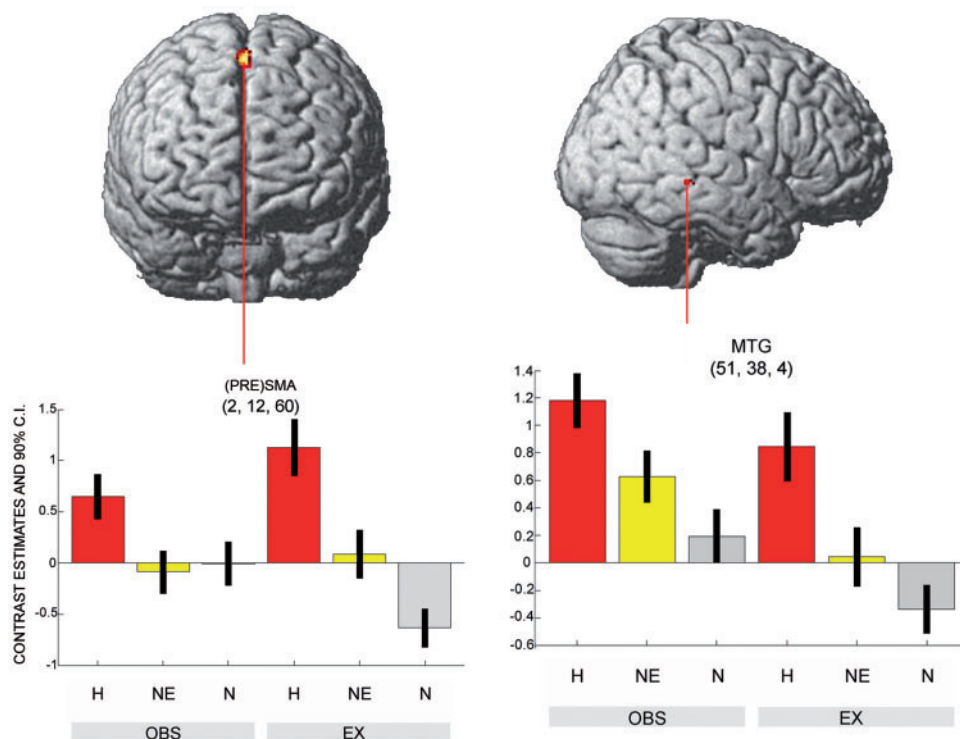 (PRE)SMA
(2, 12, 60)
CONTRAST ESTIMATES AND 90% C.I.
1.5
1
0.5
0
-0.5
-1
H NE N H NE N
OBS EX
MTG
(51, 38, 4)
1.4
1.2
1
0.8
0.6
0.4
0.2
0
-0.2
-0.4
-0.6
H NE N H NE N
OBS EX